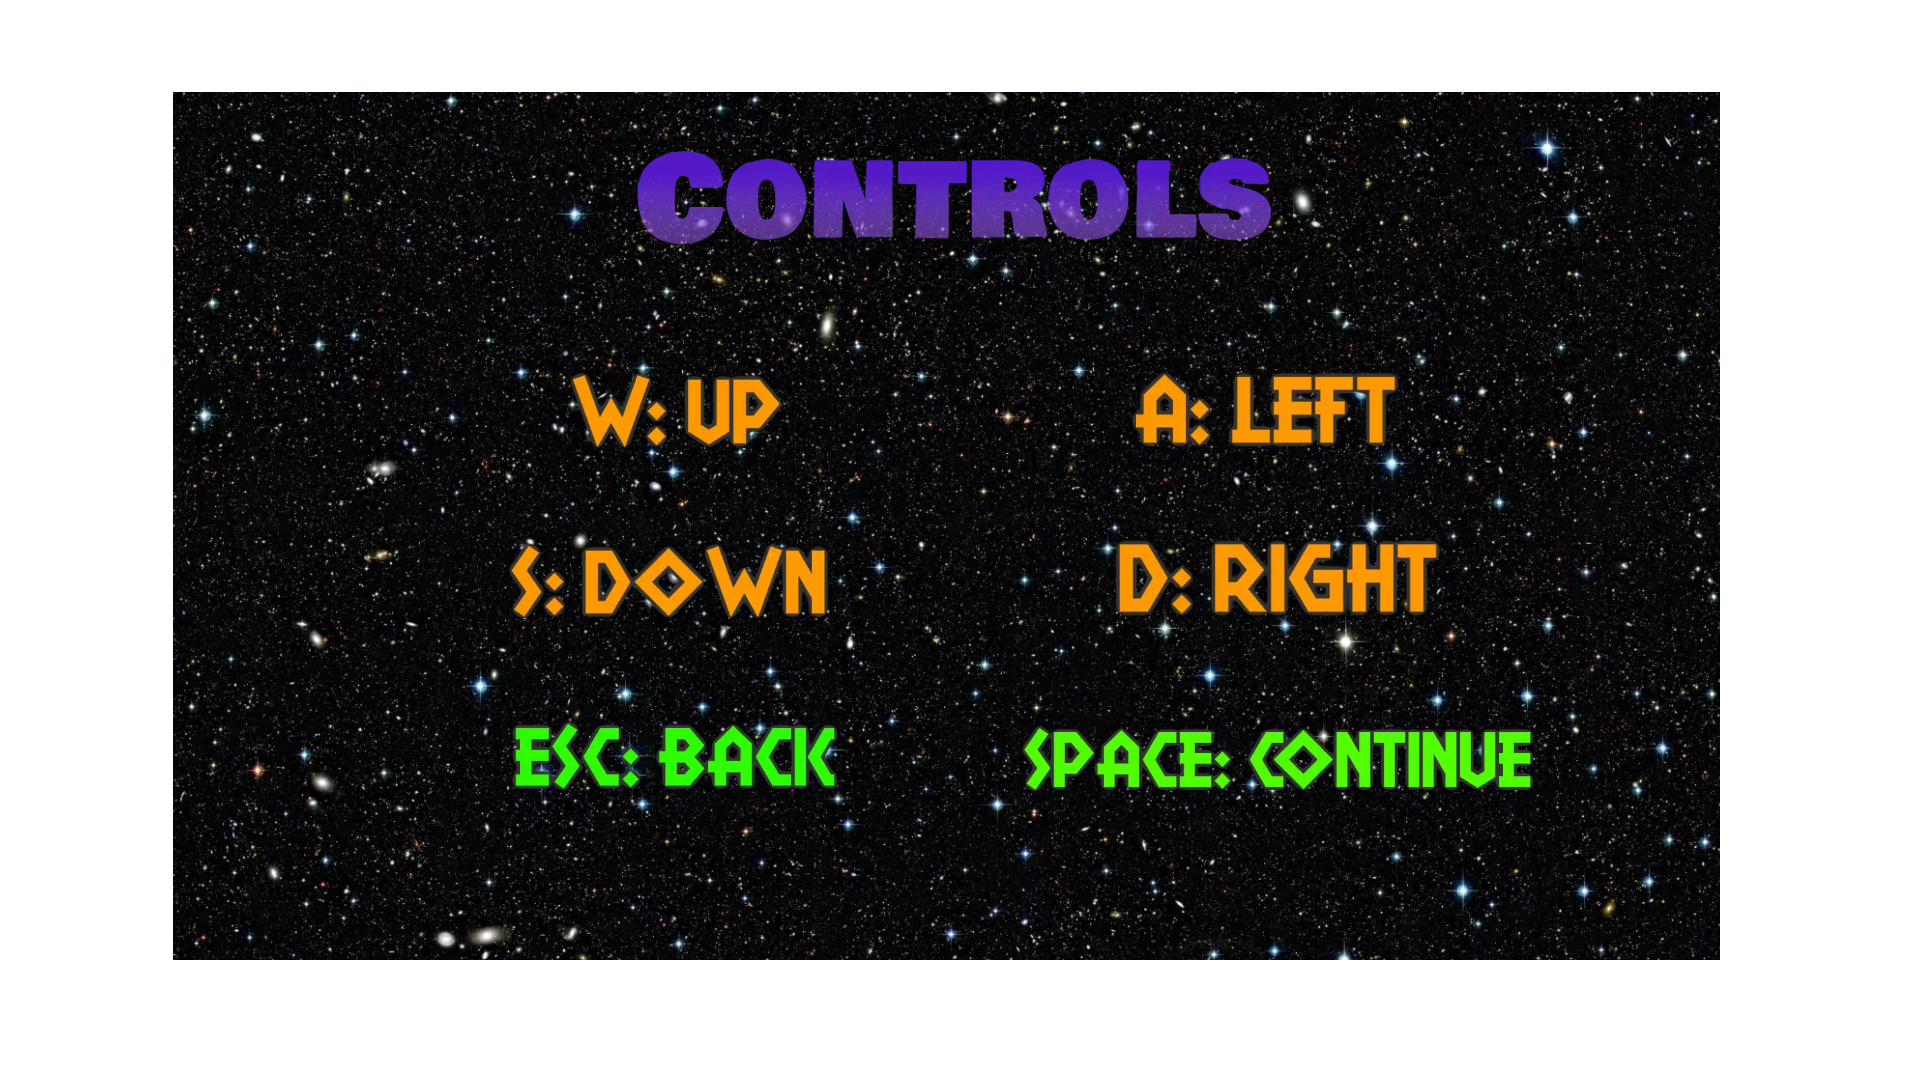 CONTROLS
W: UP
A: LEFT
S: DOWN
D: RIGHT
ESC: BACK
SPACE: CONTINUE